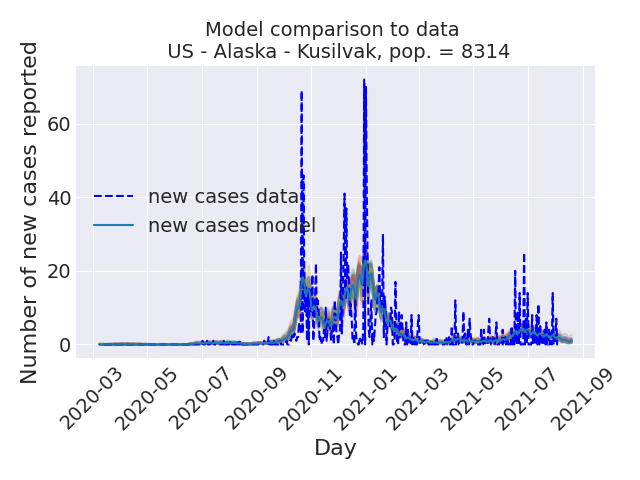 Model comparison to data
US - Alaska - Kusilvak, pop. = 8314
Number of new cases reported
60
40
20
0
new cases data
new cases model
2020-03
2020-05
2020-07
2020-09
2020-11
2021-01
2021-03
2021-05
2021-07
2021-09
Day